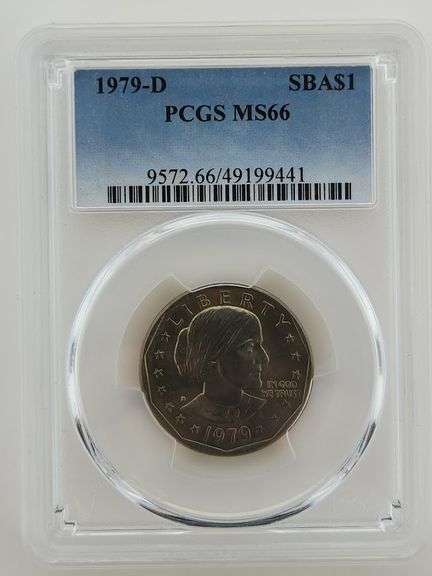 1979-D SBA$1
PCGS MS66
9572.66/49199441
LIBERTY
IN GOD
WE TRUST
D
1979